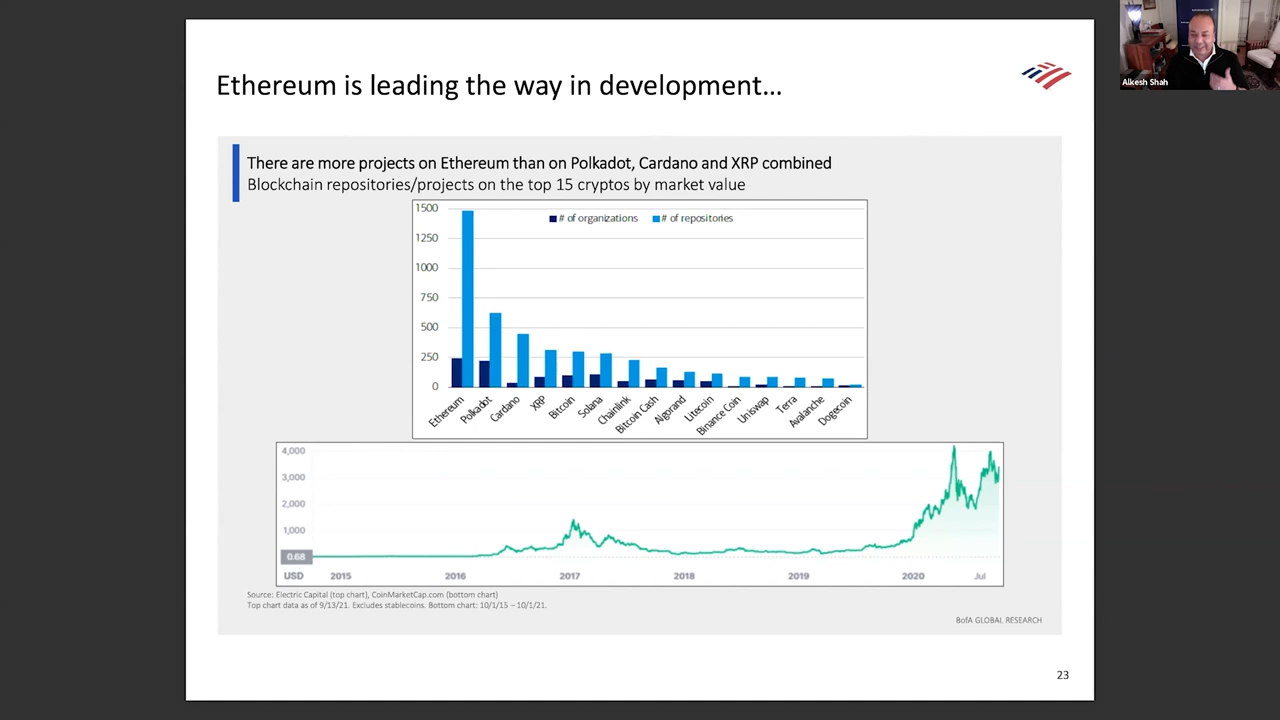 Ethereum is leading the way in development...
Alkesh Shah
There are more projects on Ethereum than on Polkadot, Cardano and XRP combined
Blockchain repositories/projects on the top 15 cryptos by market value
# of organizations # of repositories
1500
1250
1000
750
500
250
0
Ethereum Polkadot Cardano XRP Bitcoin Solana Chainlink Bitcoin Cash Algorand Litecoin Binance Coin Uniswap Terra Avalanche Dogecoin
4,000
3,000
2,000
1,000
0.68
USD 2015 2016 2017 2018 2019 2020 Jul
Source: Electric Capital (top chart), CoinMarketCap.com (bottom chart)
Top chart data as of 9/13/21. Excludes stablecoins. Bottom chart: 10/1/15 – 10/1/21.
BofA GLOBAL RESEARCH
23